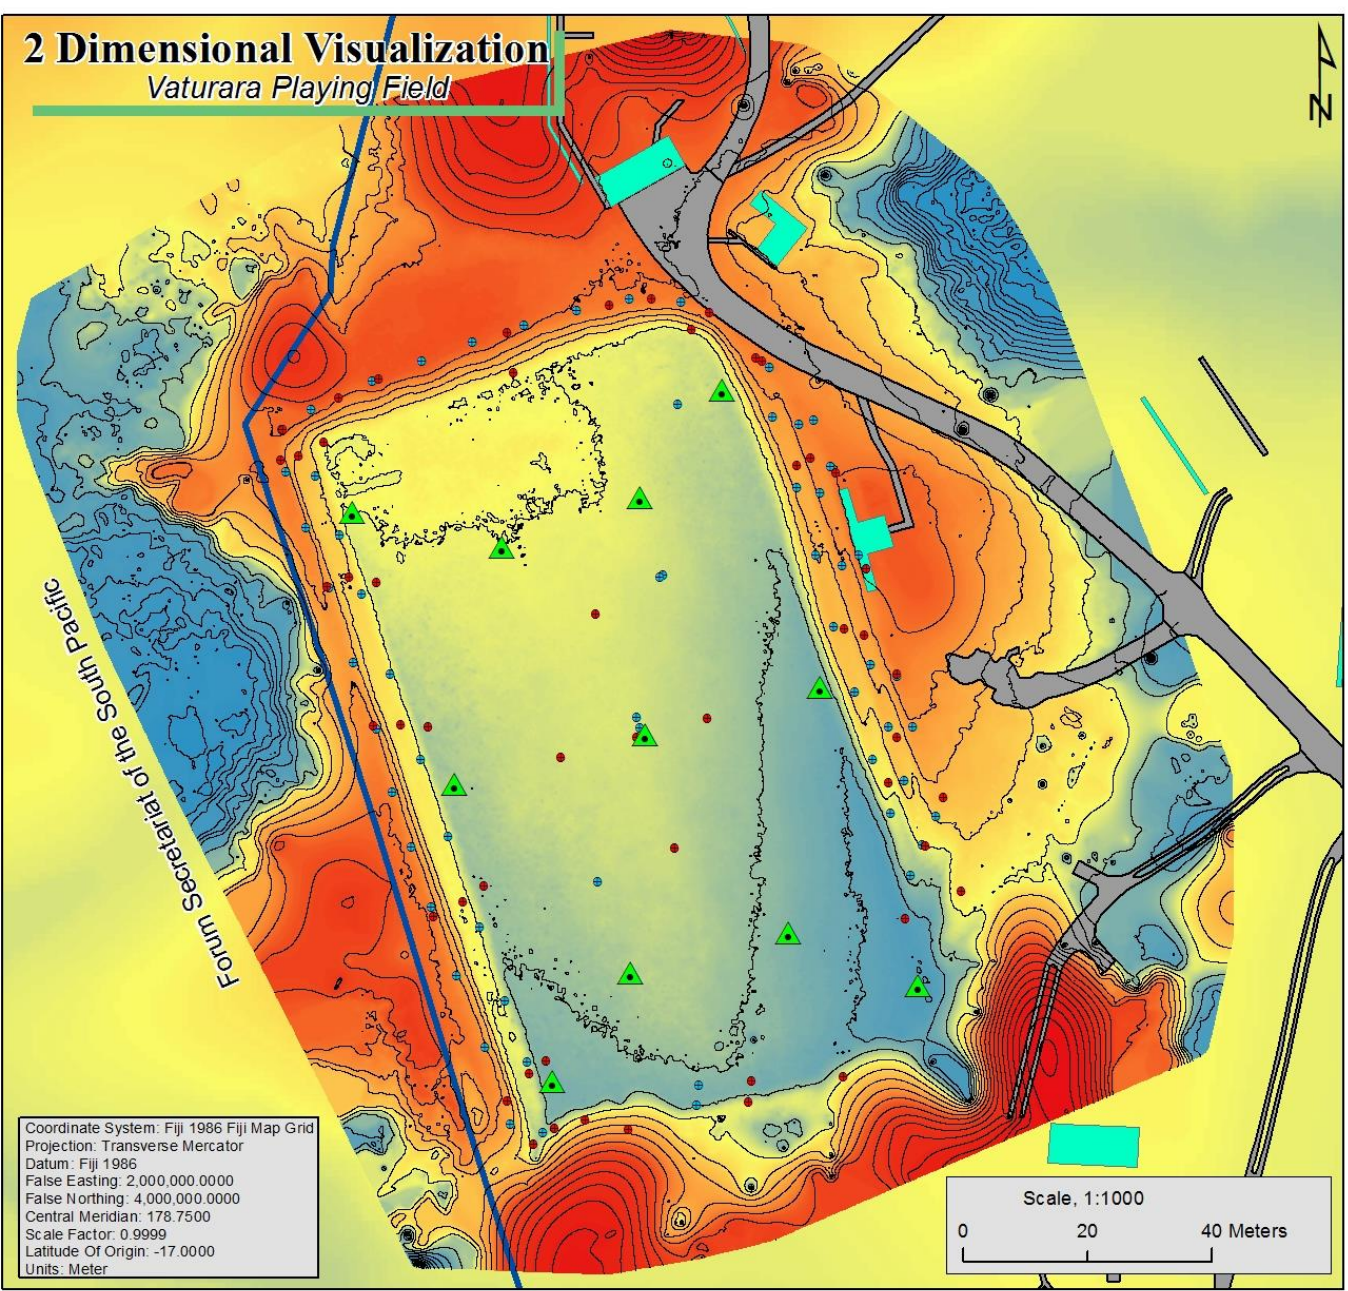 2 Dimensional Visualization
Vaturara Playing Field
N
Forum Secretariat of the South Pacific
Coordinate System: Fiji 1986 Fiji Map Grid
Projection: Transverse Mercator
Datum: Fiji 1986
False Easting: 2,000,000.0000
False Northing: 4,000,000.0000
Central Meridian: 178.7500
Scale Factor: 0.9999
Latitude Of Origin: -17.0000
Units: Meter
Scale, 1:1000
0 20 40 Meters